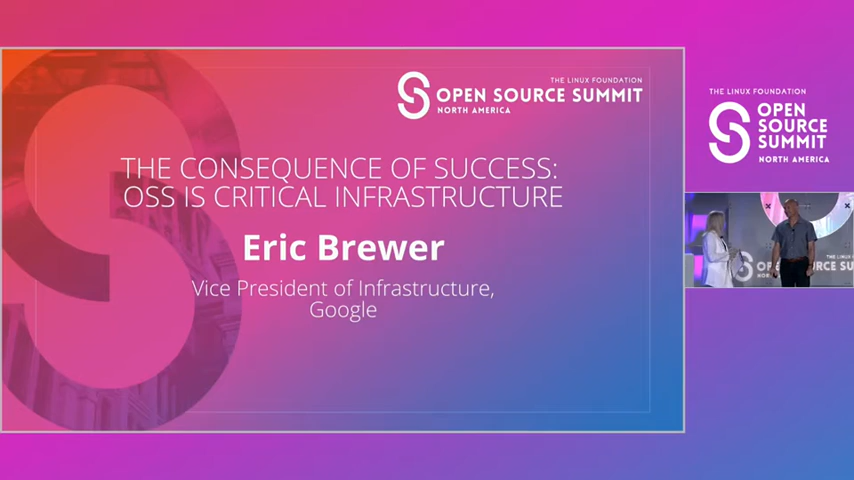 THE LINUX FOUNDATION
OPEN SOURCE SUMMIT
NORTH AMERICA
THE CONSEQUENCE OF SUCCESS:
OSS IS CRITICAL INFRASTRUCTURE
Eric Brewer
Vice President of Infrastructure,
Google
THE LINUX FOUNDATION
OPEN
SOURCE
SUMMIT
NORTH AMERICA